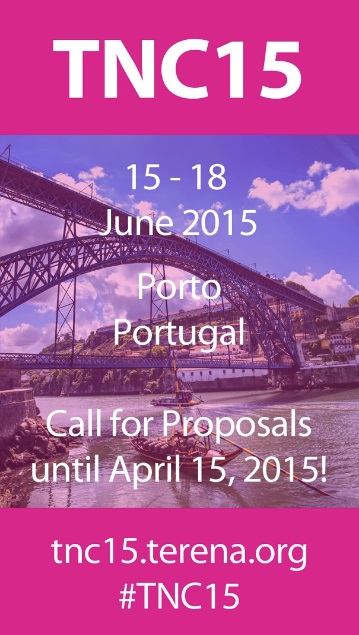 TNC15
15 - 18
June 2015
Porto
Portugal
Call for Proposals
until April 15, 2015!
tnc15.terena.org
#TNC15